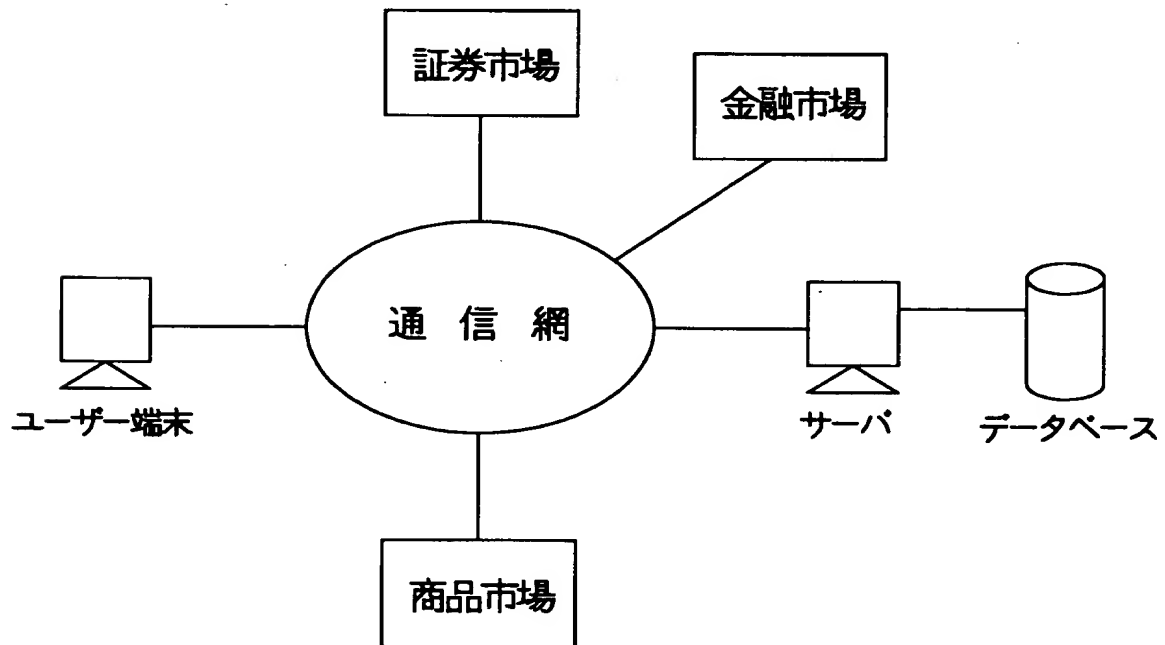 証券市場
金融市場
通信網
ユーザー端末
サーバ
データベース
商品市場